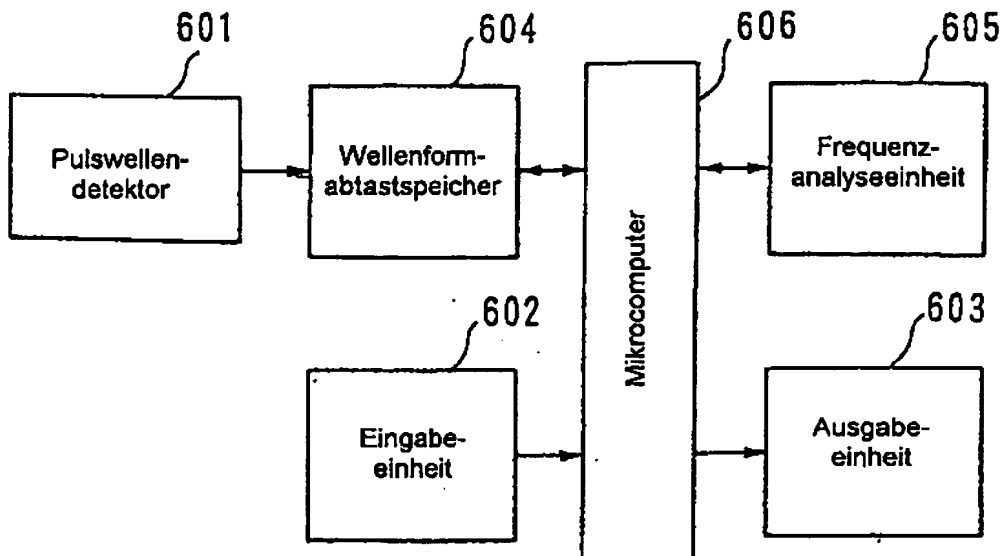 601
604
606
605
Pulswellen-
detektor
Wellenform-
abtastspeicher
Mikrocomputer
Frequenz-
analyseeinheit
602
603
Eingabe-
einheit
Ausgabe-
einheit